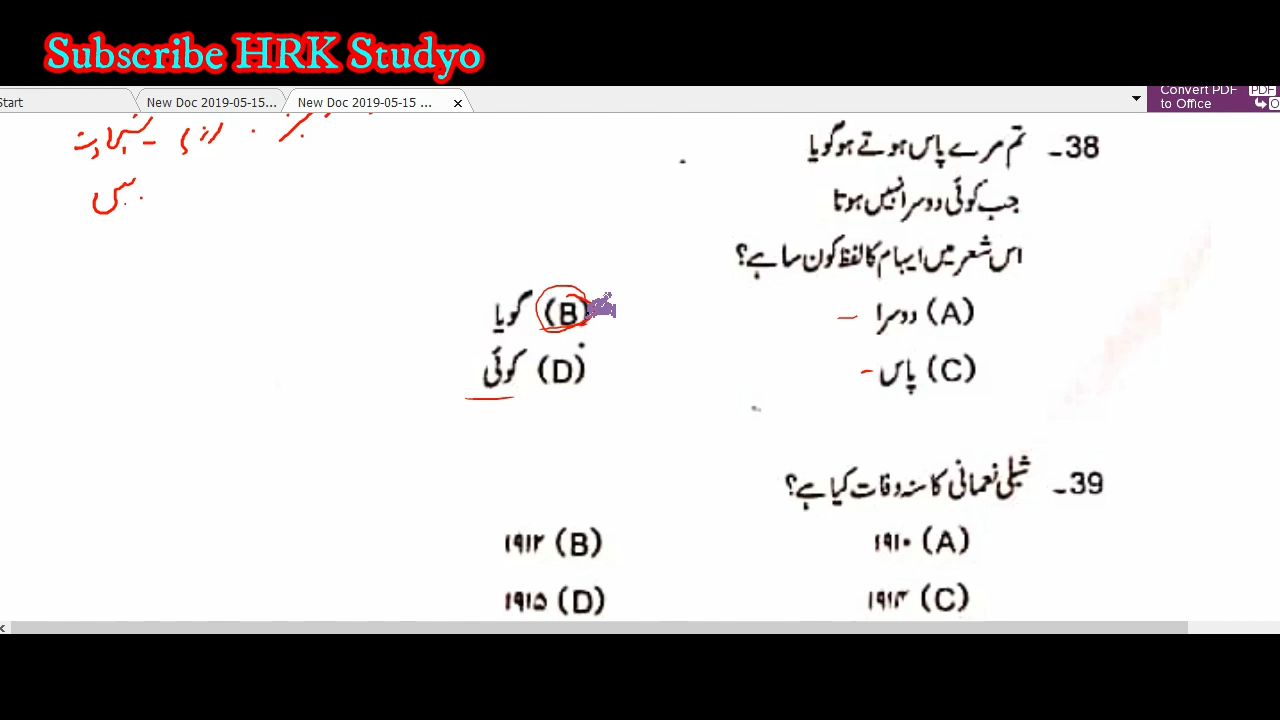 Subscribe HRK Studyo
Start
New Doc 2019-05-15...
New Doc 2019-05-15 ...
×
Convert PDF
to Office
PDF
38۔ تم مرے پاس ہوتے ہو گویا
جب کوئی دوسرا نہیں ہوتا
اس شعر میں ایہام کا لفظ کون سا ہے؟
(A) دوسرا (B) گویا
(C) پاس (D) کوئی
39۔ شبلی نعمانی کا سنہ وفات کیا ہے؟
(A) ۱۹۱۰ (B) ۱۹۱۲
(C) (D) ۱۹۱۵